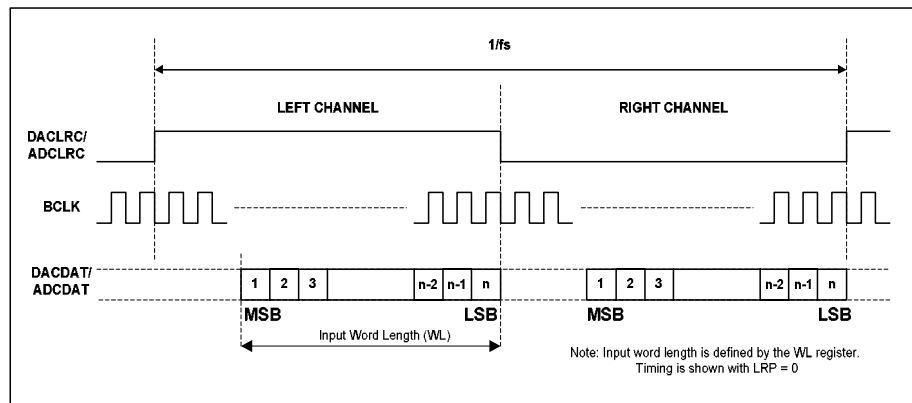 1/fs
LEFT CHANNEL
RIGHT CHANNEL
DACLRC/
ADCLRC
BCLK
DACDAT/
ADCDAT
1 2 3 n-2 n-1 n 1 2 3 n-2 n-1 n
MSB LSB MSB LSB
Input Word Length (WL)
Note: Input word length is defined by the WL register.
Timing is shown with LRP = 0